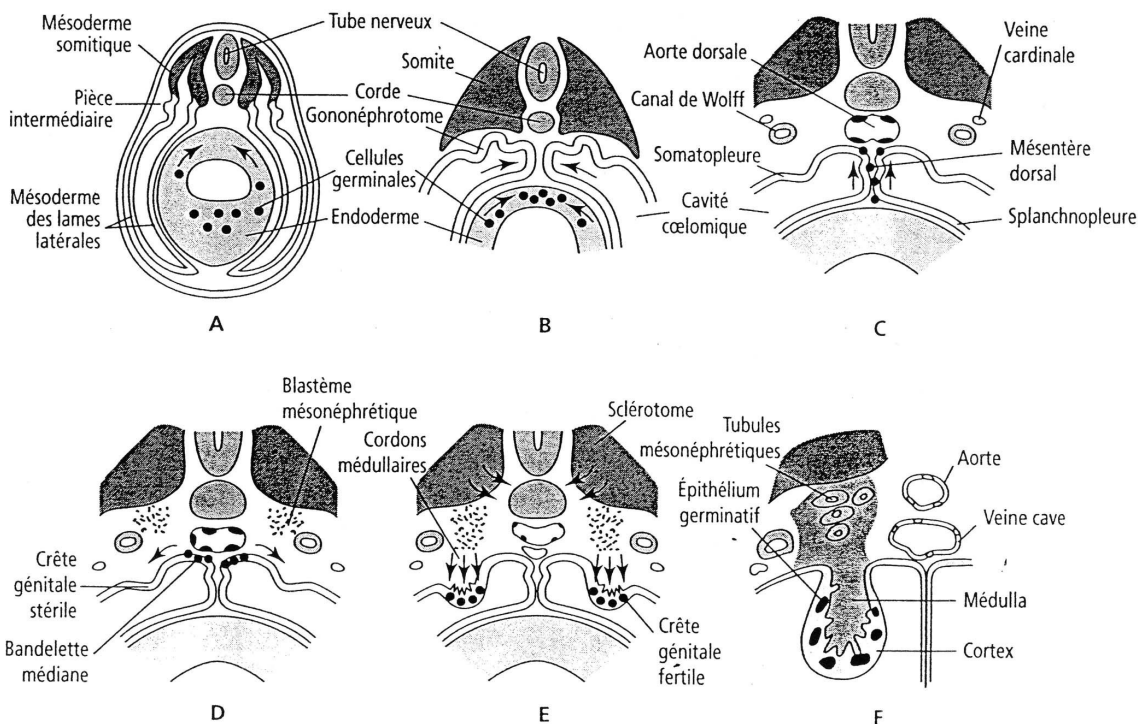 Mésoderme
somitique
Tube nerveux
Pièce
intermédiaire
Corde
Cellules
germinales
Mésoderme
des lames
latérales
Endoderme
A
Somite
Gononéphrotome
Cavité
cœlomique
B
Aorte dorsale
Veine
cardinale
Canal de Wolff
Somatopleure
Mésentère
dorsal
Splanchnopleure
C
Blastème
mésonéphrétique
Crête
génitale
stérile
Bandelette
médiane
D
Cordons
médullaires
Sclérotome
Crête
génitale
fertile
E
Tubules
mésonéphrétiques
Épithélium
germinatif
Aorte
Veine cave
Médulla
Cortex
F